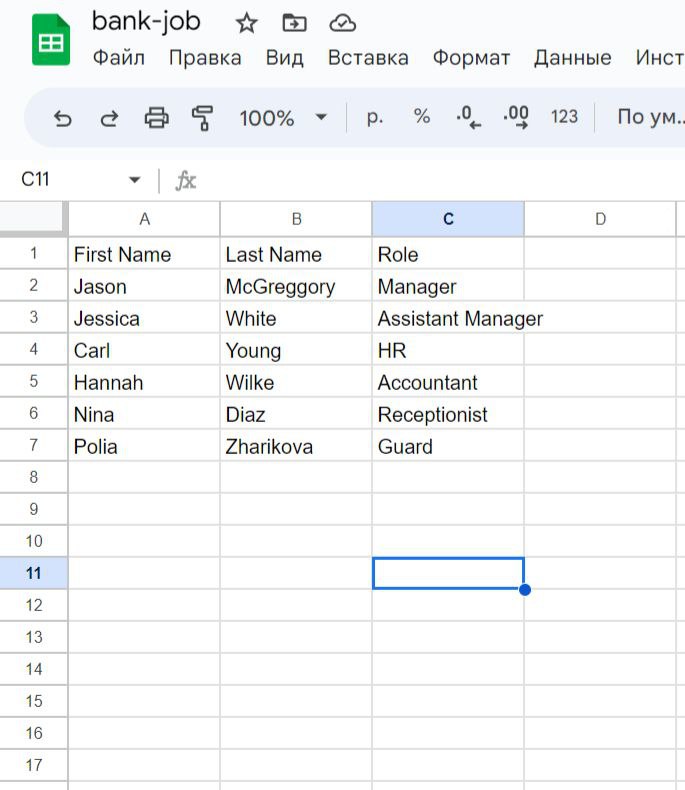 bank-job
Файл Правка Вид Вставка Формат Данные Инст
100% р. % .0 .00 123 По ум...
C11 fx
A B C D
1 First Name Last Name Role
2 Jason McGreggory Manager
3 Jessica White Assistant Manager
4 Carl Young HR
5 Hannah Wilke Accountant
6 Nina Diaz Receptionist
7 Polia Zharikova Guard
8
9
10
11
12
13
14
15
16
17